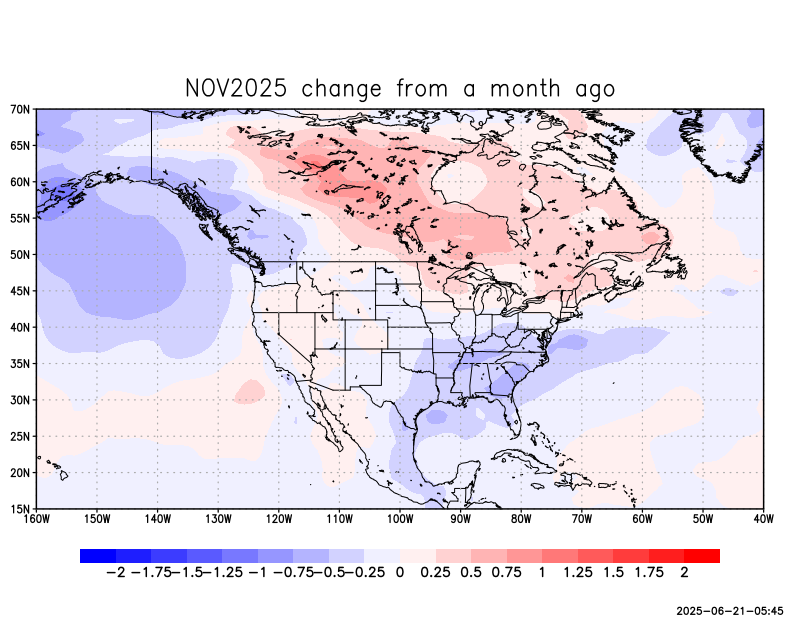 NOV2025 change from a month ago
70N
65N
60N
55N
50N
45N
40N
35N
30N
25N
20N
15N
160W 150W 140W 130W 120W 110W 100W 90W 80W 70W 60W 50W 40W
−2 −1.75 −1.5 −1.25 −1 −0.75 −0.5 −0.25 0 0.25 0.5 0.75 1 1.25 1.5 1.75 2
2025-06-21-05:45